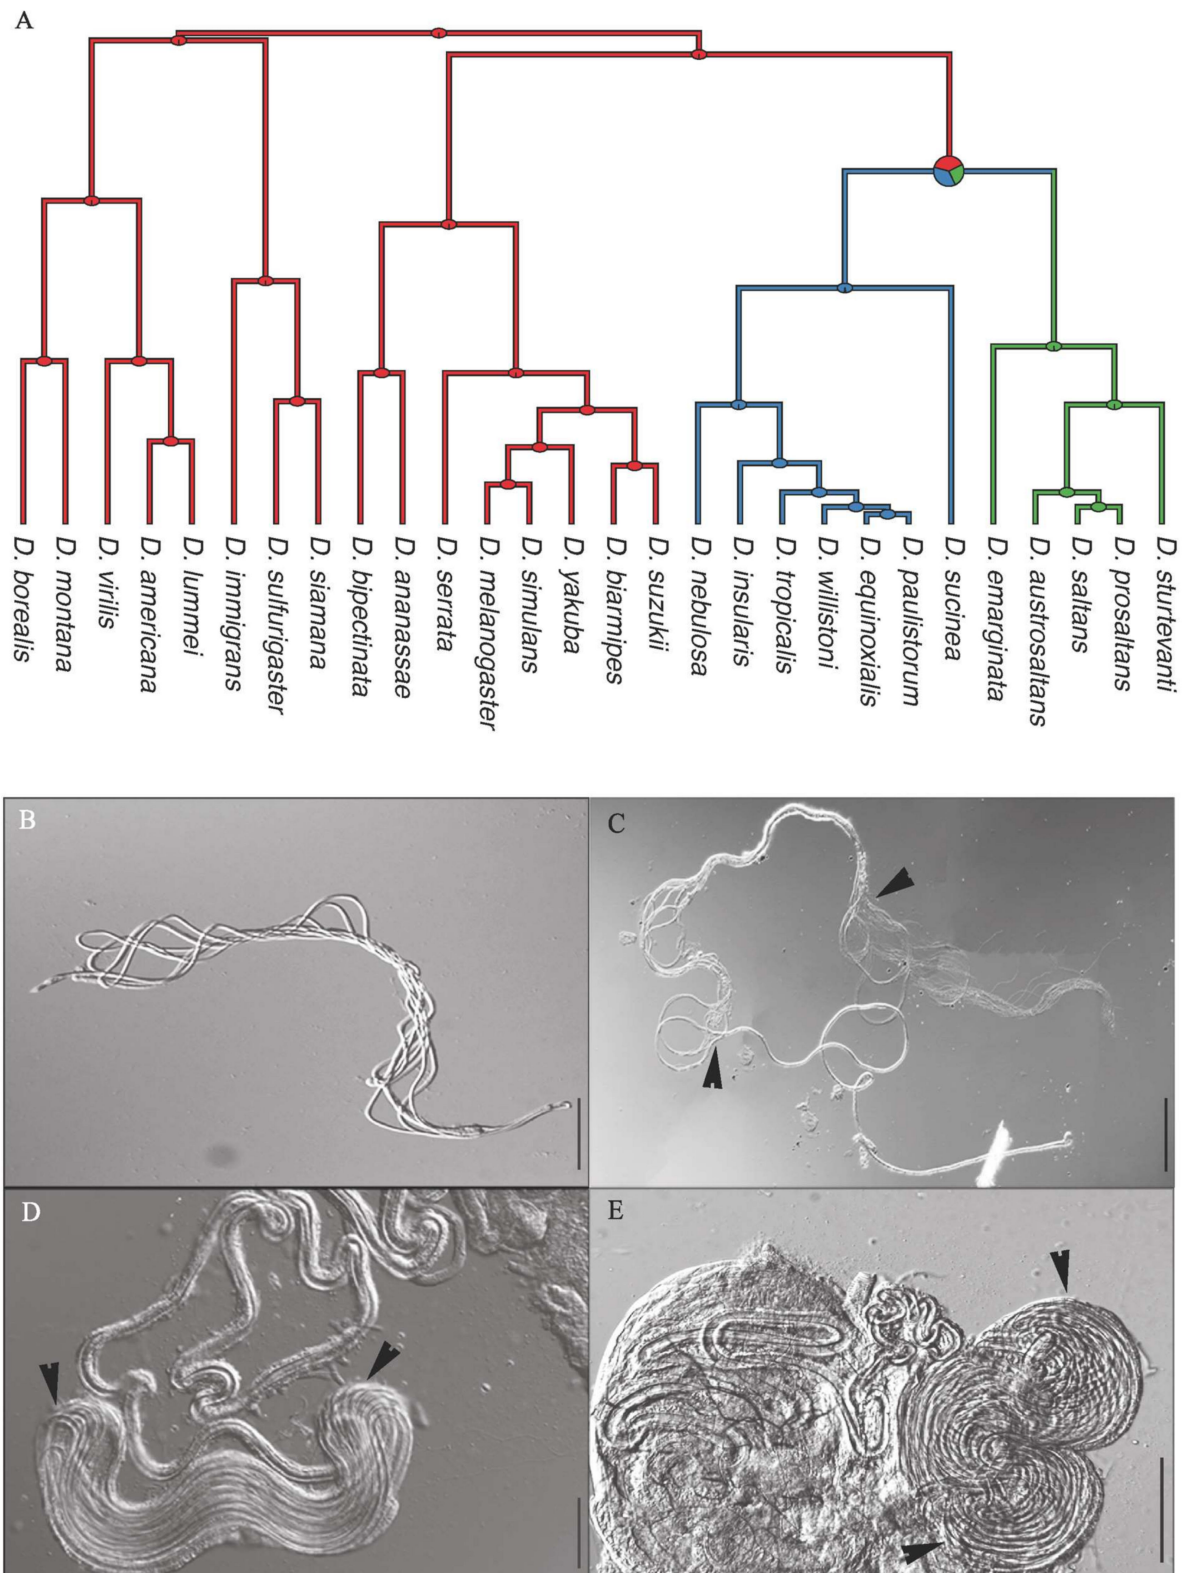 A
D. borealis
D. montana
D. virilis
D. americana
D. lummei
D. immigrans
D. sulfurigaster
D. siamana
D. bipectinata
D. ananassae
D. serrata
D. melanogaster
D. simulans
D. yakuba
D. biarmipes
D. suzukii
D. nebulosa
D. insularis
D. tropicalis
D. willistoni
D. equinoxialis
D. paulistorum
D. sucinea
D. emarginata
D. austrosaltans
D. saltans
D. prosaltans
D. sturtevanti
B
C
D
E